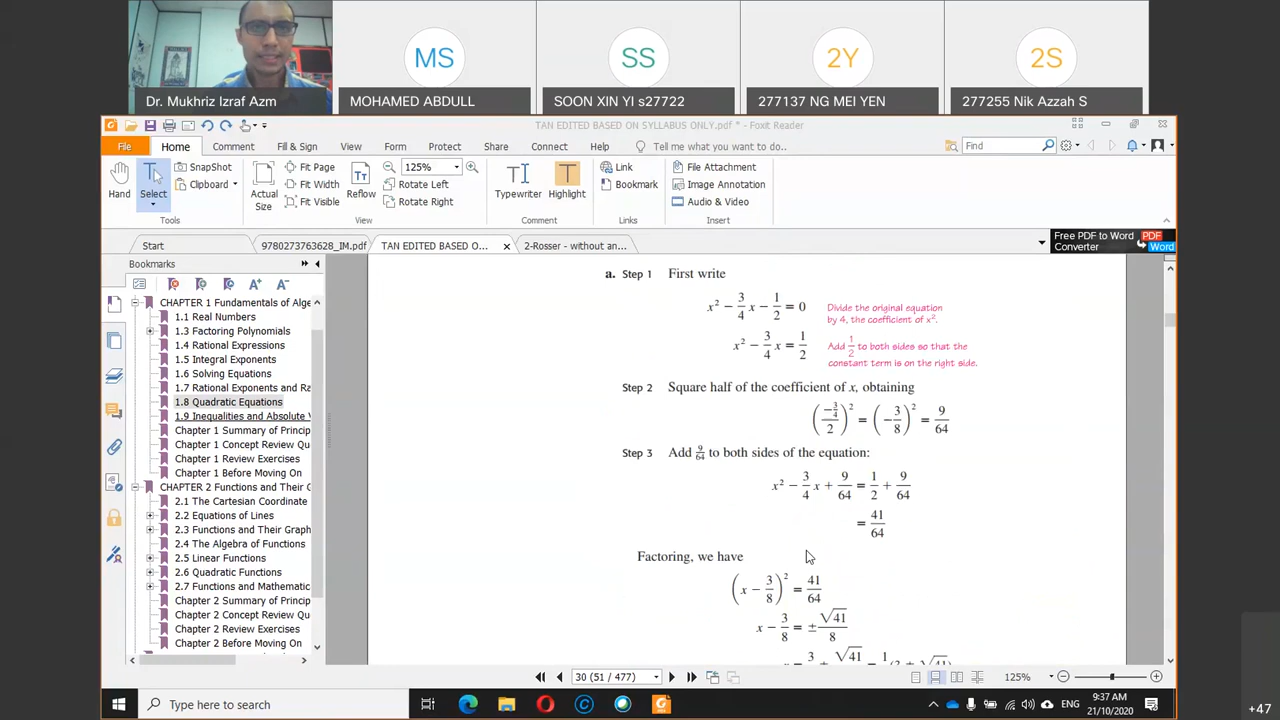 MS
SS
2Y
2S
Dr. Mukhriz Izraf Azm
MOHAMED ABDULL
SOON XIN YI s27722
277137 NG MEI YEN
277255 Nik Azzah S
TAN EDITED BASED ON SYLLABUS ONLY.pdf * - Foxit Reader
File Home Comment Fill & Sign View Form Protect Share Connect Help Tell me what you want to do.. Find
Hand Select SnapShot Clipboard
Tools
Actual Size Fit Page Fit Width Fit Visible Reflow 125% Rotate Left Rotate Right
View
Typewriter Highlight
Comment
Link Bookmark
Links
File Attachment
Image Annotation
Audio & Video
Insert
Start 9780273763628_IM.pdf TAN EDITED BASED O... 2-Rosser - without an...
Free PDF to Word Converter PDF Word
Bookmarks
CHAPTER 1 Fundamentals of Alge
1.1 Real Numbers
1.3 Factoring Polynomials
1.4 Rational Expressions
1.5 Integral Exponents
1.6 Solving Equations
1.7 Rational Exponents and Ra
1.8 Quadratic Equations
1.9 Inequalities and Absolute V
Chapter 1 Summary of Princip
Chapter 1 Concept Review Qu
Chapter 1 Review Exercises
Chapter 1 Before Moving On
CHAPTER 2 Functions and Their G
2.1 The Cartesian Coordinate
2.2 Equations of Lines
2.3 Functions and Their Graph
2.4 The Algebra of Functions
2.5 Linear Functions
2.6 Quadratic Functions
2.7 Functions and Mathematic
Chapter 2 Summary of Princip
Chapter 2 Concept Review Qu
Chapter 2 Review Exercises
Chapter 2 Before Moving On
a. Step 1 First write
x² − 3/4 x − 1/2 = 0 Divide the original equation by 4, the coefficient of x².
x² − 3/4 x = 1/2 Add 1/2 to both sides so that the constant term is on the right side.
Step 2 Square half of the coefficient of x, obtaining
(−3/4 / 2)² = (−3/8)² = 9/64
Step 3 Add 9/64 to both sides of the equation:
x² − 3/4 x + 9/64 = 1/2 + 9/64
= 41/64
Factoring, we have
(x − 3/8)² = 41/64
x − 3/8 = ±√41/8
30 (51 / 477)
125%
Type here to search
ENG
9:37 AM
21/10/2020
+47